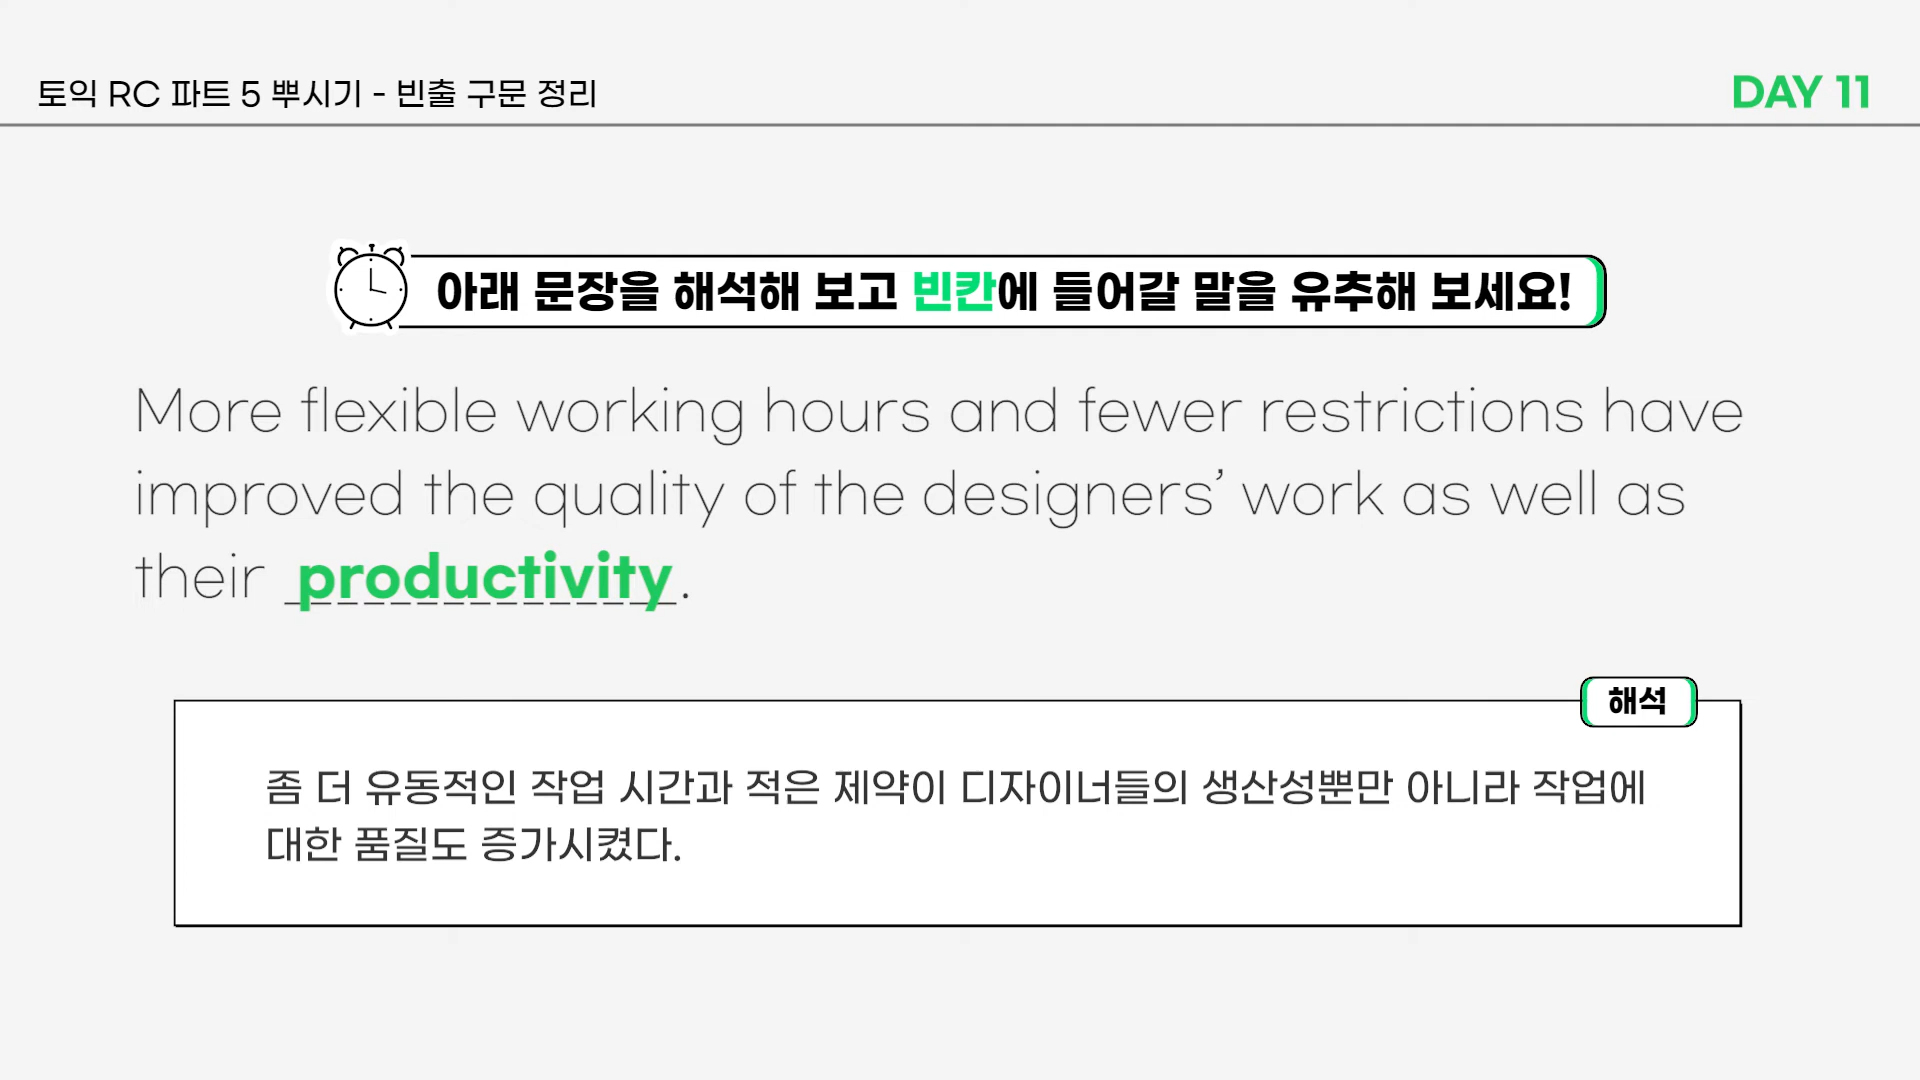 토익 RC 파트 5 뿌시기 - 빈출 구문 정리
DAY 11
아래 문장을 해석해 보고 빈칸에 들어갈 말을 유추해 보세요!
More flexible working hours and fewer restrictions have
improved the quality of the designers’ work as well as
their productivity.
해석
좀 더 유동적인 작업 시간과 적은 제약이 디자이너들의 생산성뿐만 아니라 작업에
대한 품질도 증가시켰다.